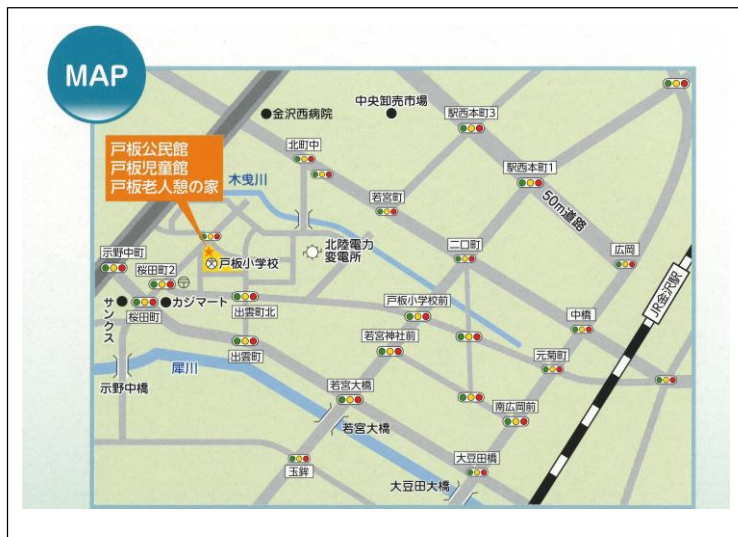 MAP
中央卸売市場
金沢西病院
駅西本町3
北町中
戸板公民館
戸板児童館
戸板老人憩の家
木曳川
駅西本町1
若宮町
50m道路
示野中町
北陸電力
変電所
二口町
広岡
桜田町2
戸板小学校
JR金沢駅
サンクス
カジマート
桜田町
出雲町北
戸板小学校前
中橋
出雲町
若宮神社前
元菊町
犀川
示野中橋
若宮大橋
南広岡前
若宮大橋
玉鉾
大豆田橋
大豆田大橋